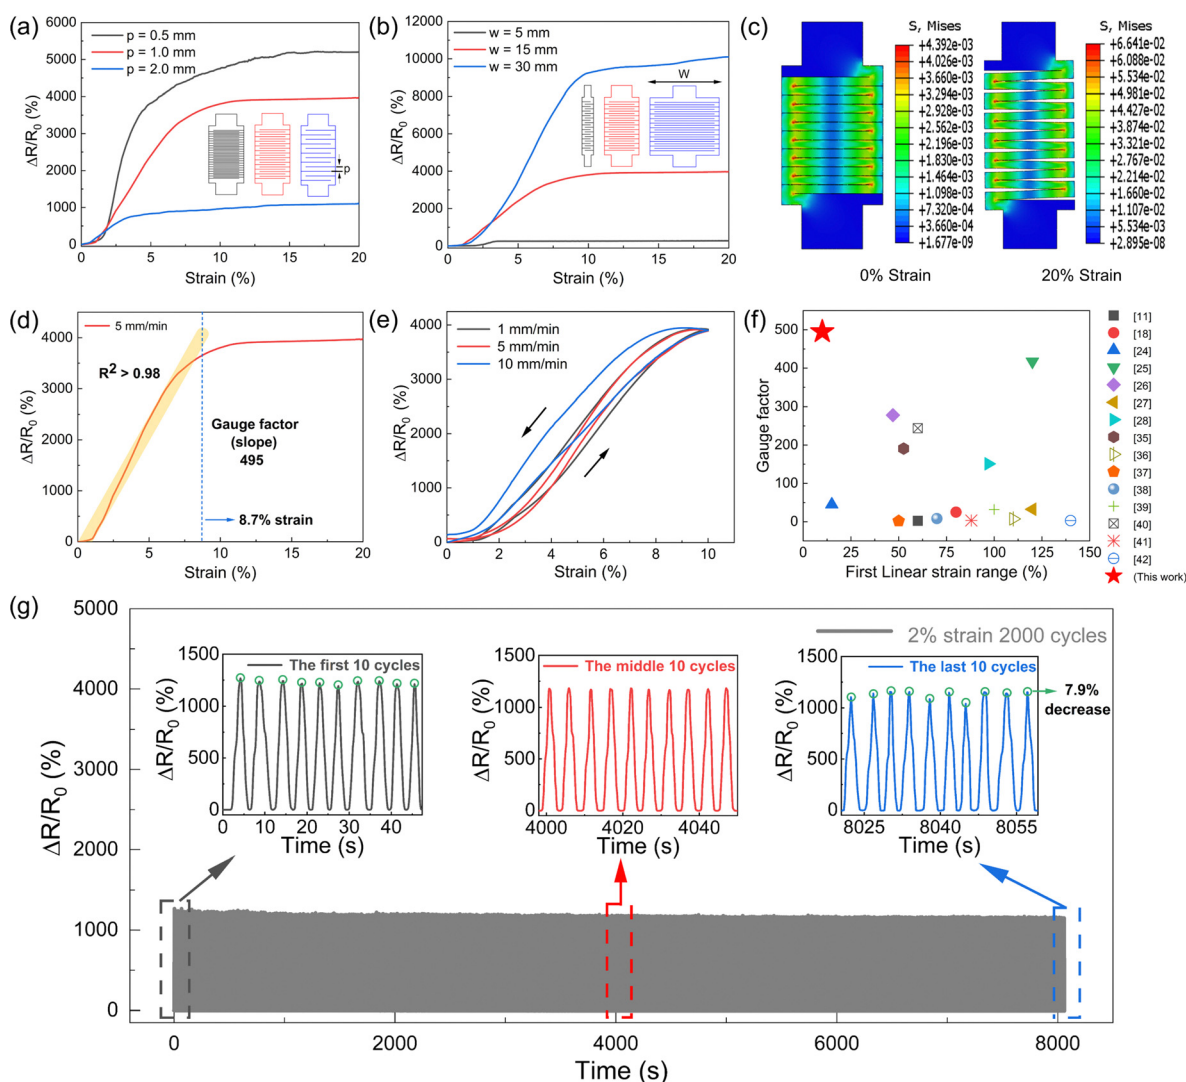 (a)
p = 0.5 mm
p = 1.0 mm
p = 2.0 mm
6000
5000
4000
3000
2000
1000
0
ΔR/R0 (%)
p
0 5 10 15 20
Strain (%)
(b)
w = 5 mm
w = 15 mm
w = 30 mm
12000
10000
8000
6000
4000
2000
0
ΔR/R0 (%)
W
0 5 10 15 20
Strain (%)
(c)
S, Mises
+4.392e-03
+4.026e-03
+3.660e-03
+3.294e-03
+2.928e-03
+2.562e-03
+2.196e-03
+1.830e-03
+1.464e-03
+1.098e-03
+7.320e-04
+3.660e-04
+1.677e-09
0% Strain
S, Mises
+6.641e-02
+6.088e-02
+5.534e-02
+4.981e-02
+4.427e-02
+3.874e-02
+3.321e-02
+2.767e-02
+2.214e-02
+1.660e-02
+1.107e-02
+5.533e-03
+2.895e-08
20% Strain
(d)
5 mm/min
4000
3000
2000
1000
0
ΔR/R0 (%)
R2 > 0.98
Gauge factor
(slope)
495
8.7% strain
0 5 10 15 20
Strain (%)
(e)
1 mm/min
5 mm/min
10 mm/min
4000
3000
2000
1000
0
ΔR/R0 (%)
0 2 4 6 8 10
Strain (%)
(f)
500
400
300
200
100
0
Gauge factor
0 25 50 75 100 125 150
First Linear strain range (%)
[11]
[18]
[24]
[25]
[26]
[27]
[28]
[35]
[36]
[37]
[38]
[39]
[40]
[41]
[42]
(This work)
(g)
5000
4000
3000
2000
1000
0
ΔR/R0 (%)
2% strain 2000 cycles
The first 10 cycles
1500
1000
500
0
ΔR/R0 (%)
0 10 20 30 40
Time (s)
The middle 10 cycles
1500
1000
500
0
ΔR/R0 (%)
4000 4020 4040
Time (s)
The last 10 cycles
1500
1000
500
0
ΔR/R0 (%)
7.9%
decrease
8025 8040 8055
Time (s)
0 2000 4000 6000 8000
Time (s)